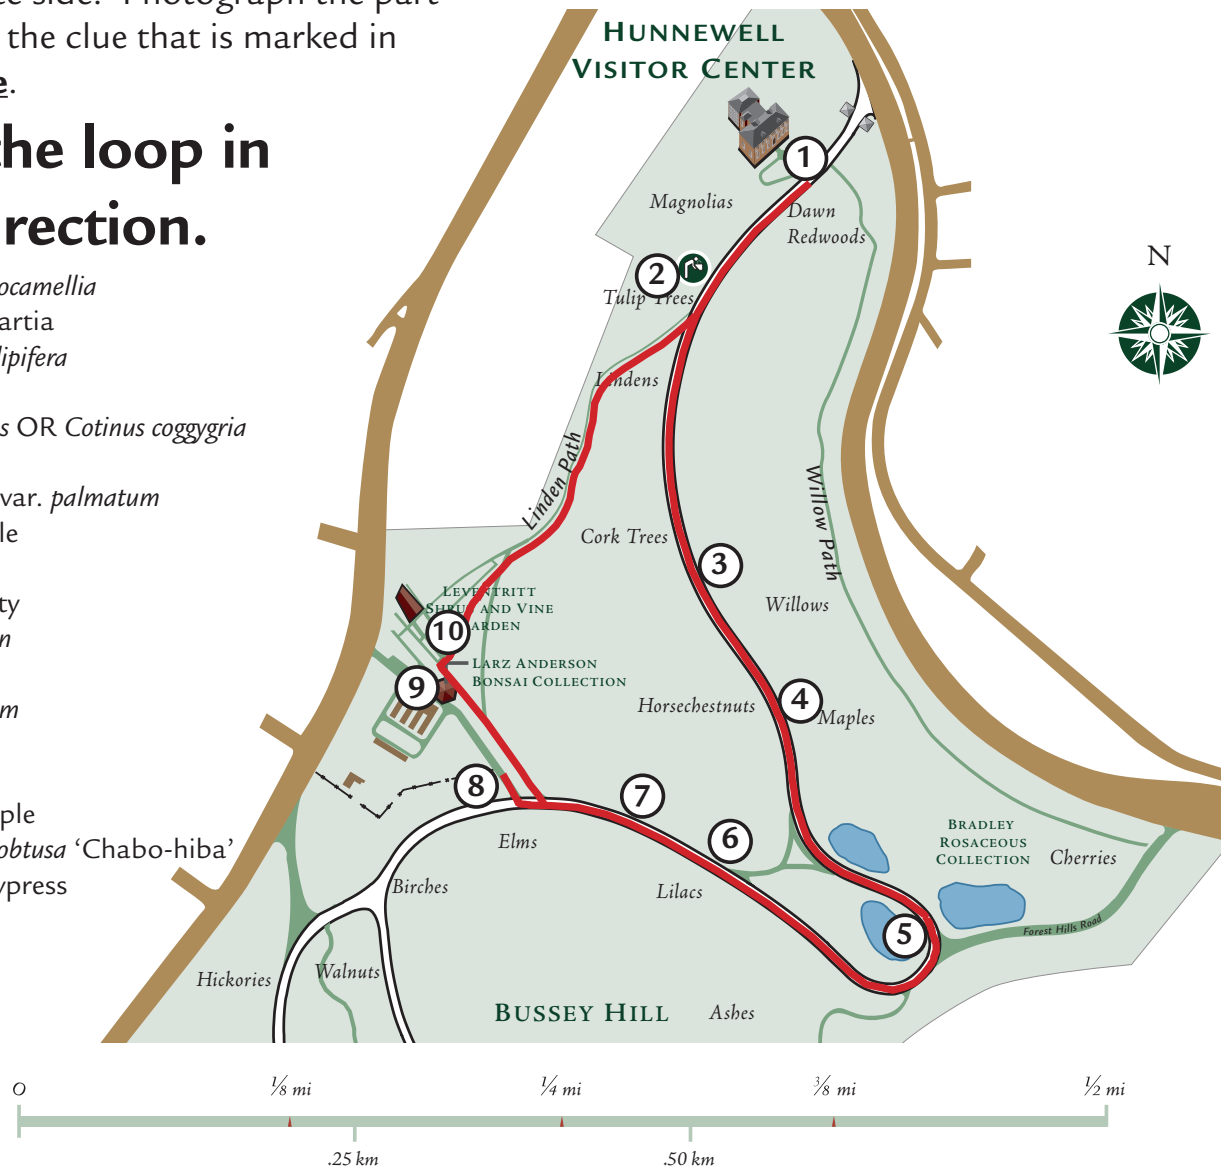 ce side. Photograph the part
the clue that is marked in
e.
the loop in
rection.
ocamellia
artia
lipifera
s OR Cotinus coggygria
var. palmatum
le
ty
n
m
ple
obtusa ‘Chabo-hiba’
ypress
HUNNEWELL
VISITOR CENTER
1
Magnolias
Dawn
Redwoods
2
Tulip Trees
N
Lindens
Linden Path
Willow Path
Cork Trees
3
Willows
LEVENTRITT
SHRUB AND VINE
GARDEN
10
LARZ ANDERSON
BONSAI COLLECTION
9
Horsechestnuts
4
Maples
8
7
6
Elms
BRADLEY
ROSACEOUS
COLLECTION
Cherries
Birches
Lilacs
5
Forest Hills Road
Hickories
Walnuts
BUSSEY HILL
Ashes
0
1/8 mi
1/4 mi
3/8 mi
1/2 mi
.25 km
.50 km